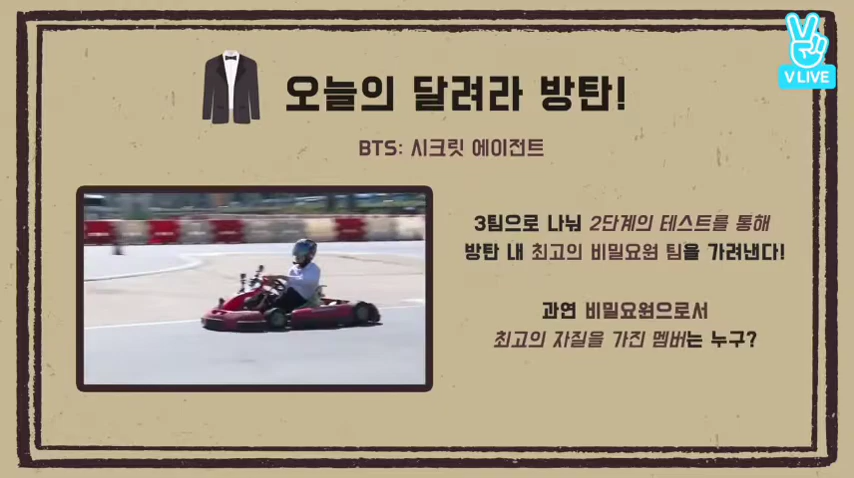 V LIVE
오늘의 달려라 방탄!
BTS: 시크릿 에이전트
3팀으로 나눠 2단계의 테스트를 통해
방탄 내 최고의 비밀요원 팀을 가려낸다!
과연 비밀요원으로서
최고의 자질을 가진 멤버는 누구?